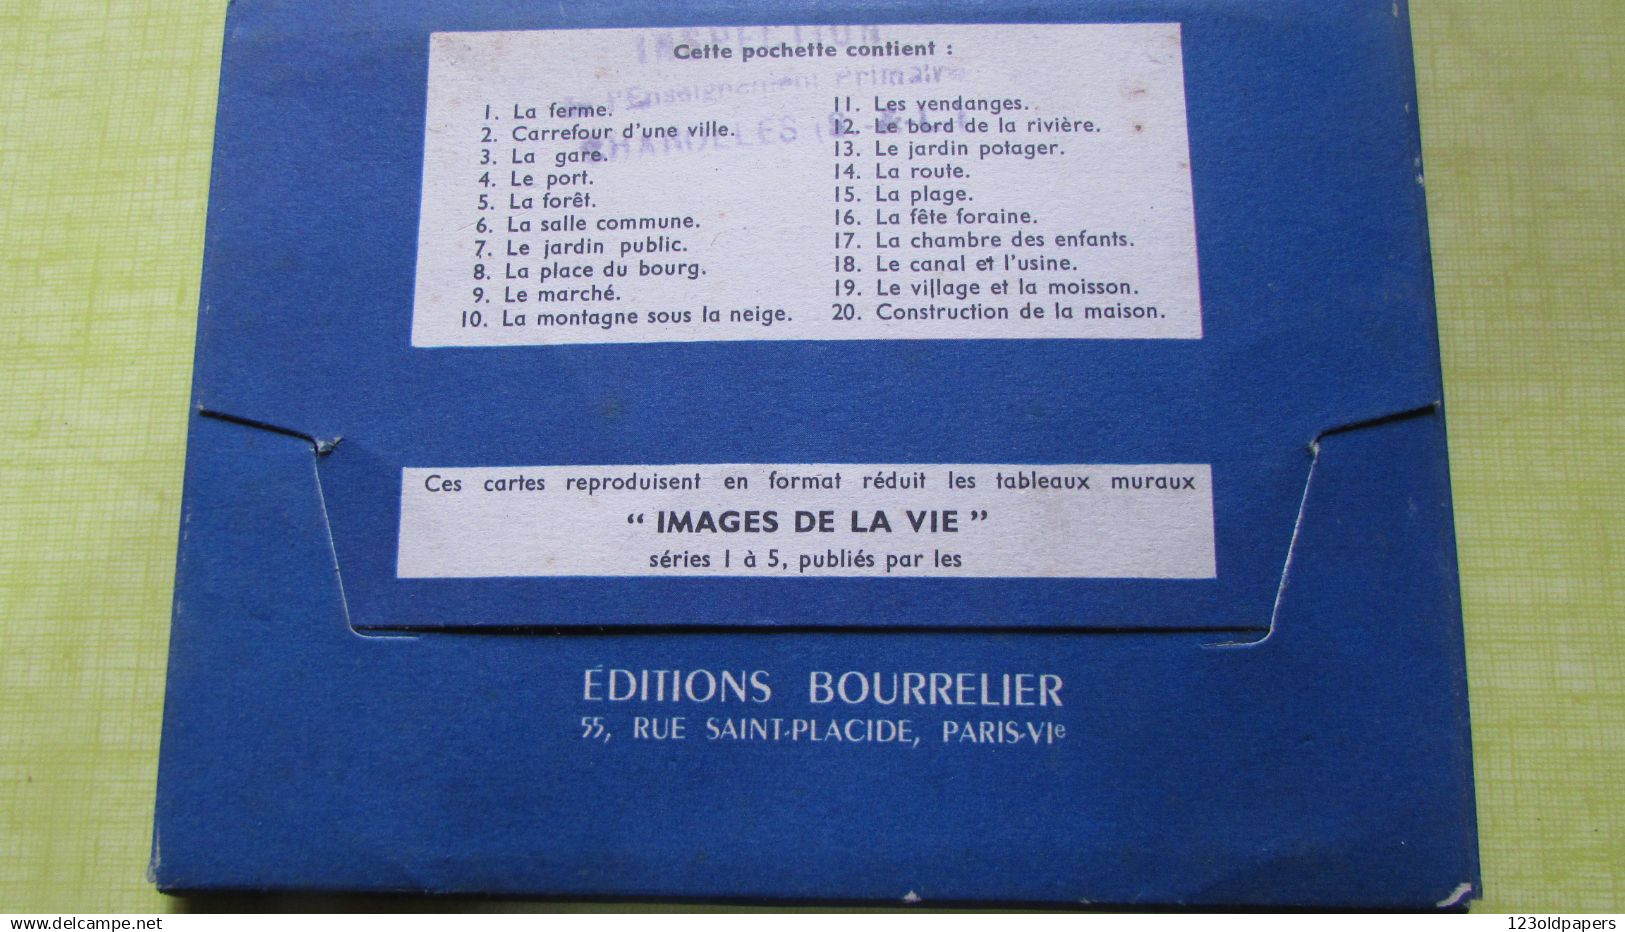 INSPECTION
Cette pochette contient :
l'Enseignement Primaire
CHAROLLES (S.-&-L.)
1. La ferme.
2. Carrefour d'une ville.
3. La gare.
4. Le port.
5. La forêt.
6. La salle commune.
7. Le jardin public.
8. La place du bourg.
9. Le marché.
10. La montagne sous la neige.
11. Les vendanges.
12. Le bord de la rivière.
13. Le jardin potager.
14. La route.
15. La plage.
16. La fête foraine.
17. La chambre des enfants.
18. Le canal et l'usine.
19. Le village et la moisson.
20. Construction de la maison.
Ces cartes reproduisent en format réduit les tableaux muraux
“ IMAGES DE LA VIE ”
séries 1 à 5, publiés par les
ÉDITIONS BOURRELIER
55, RUE SAINT-PLACIDE, PARIS-VIe
www.delcampe.net
123oldpapers